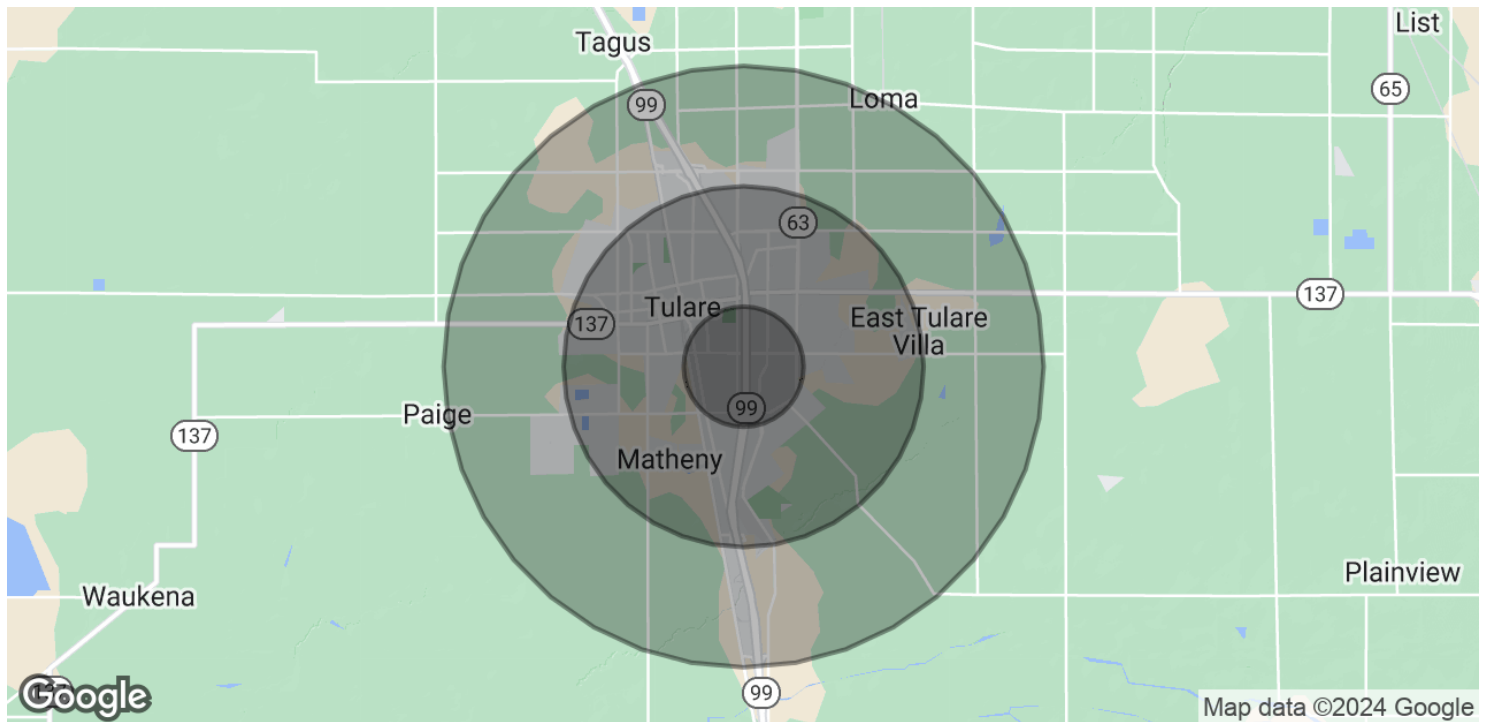 List
Tagus
65
99
Loma
63
137
Tulare
137
East Tulare
Villa
99
Paige
137
Matheny
Plainview
Waukena
99
Google
Map data ©2024 Google